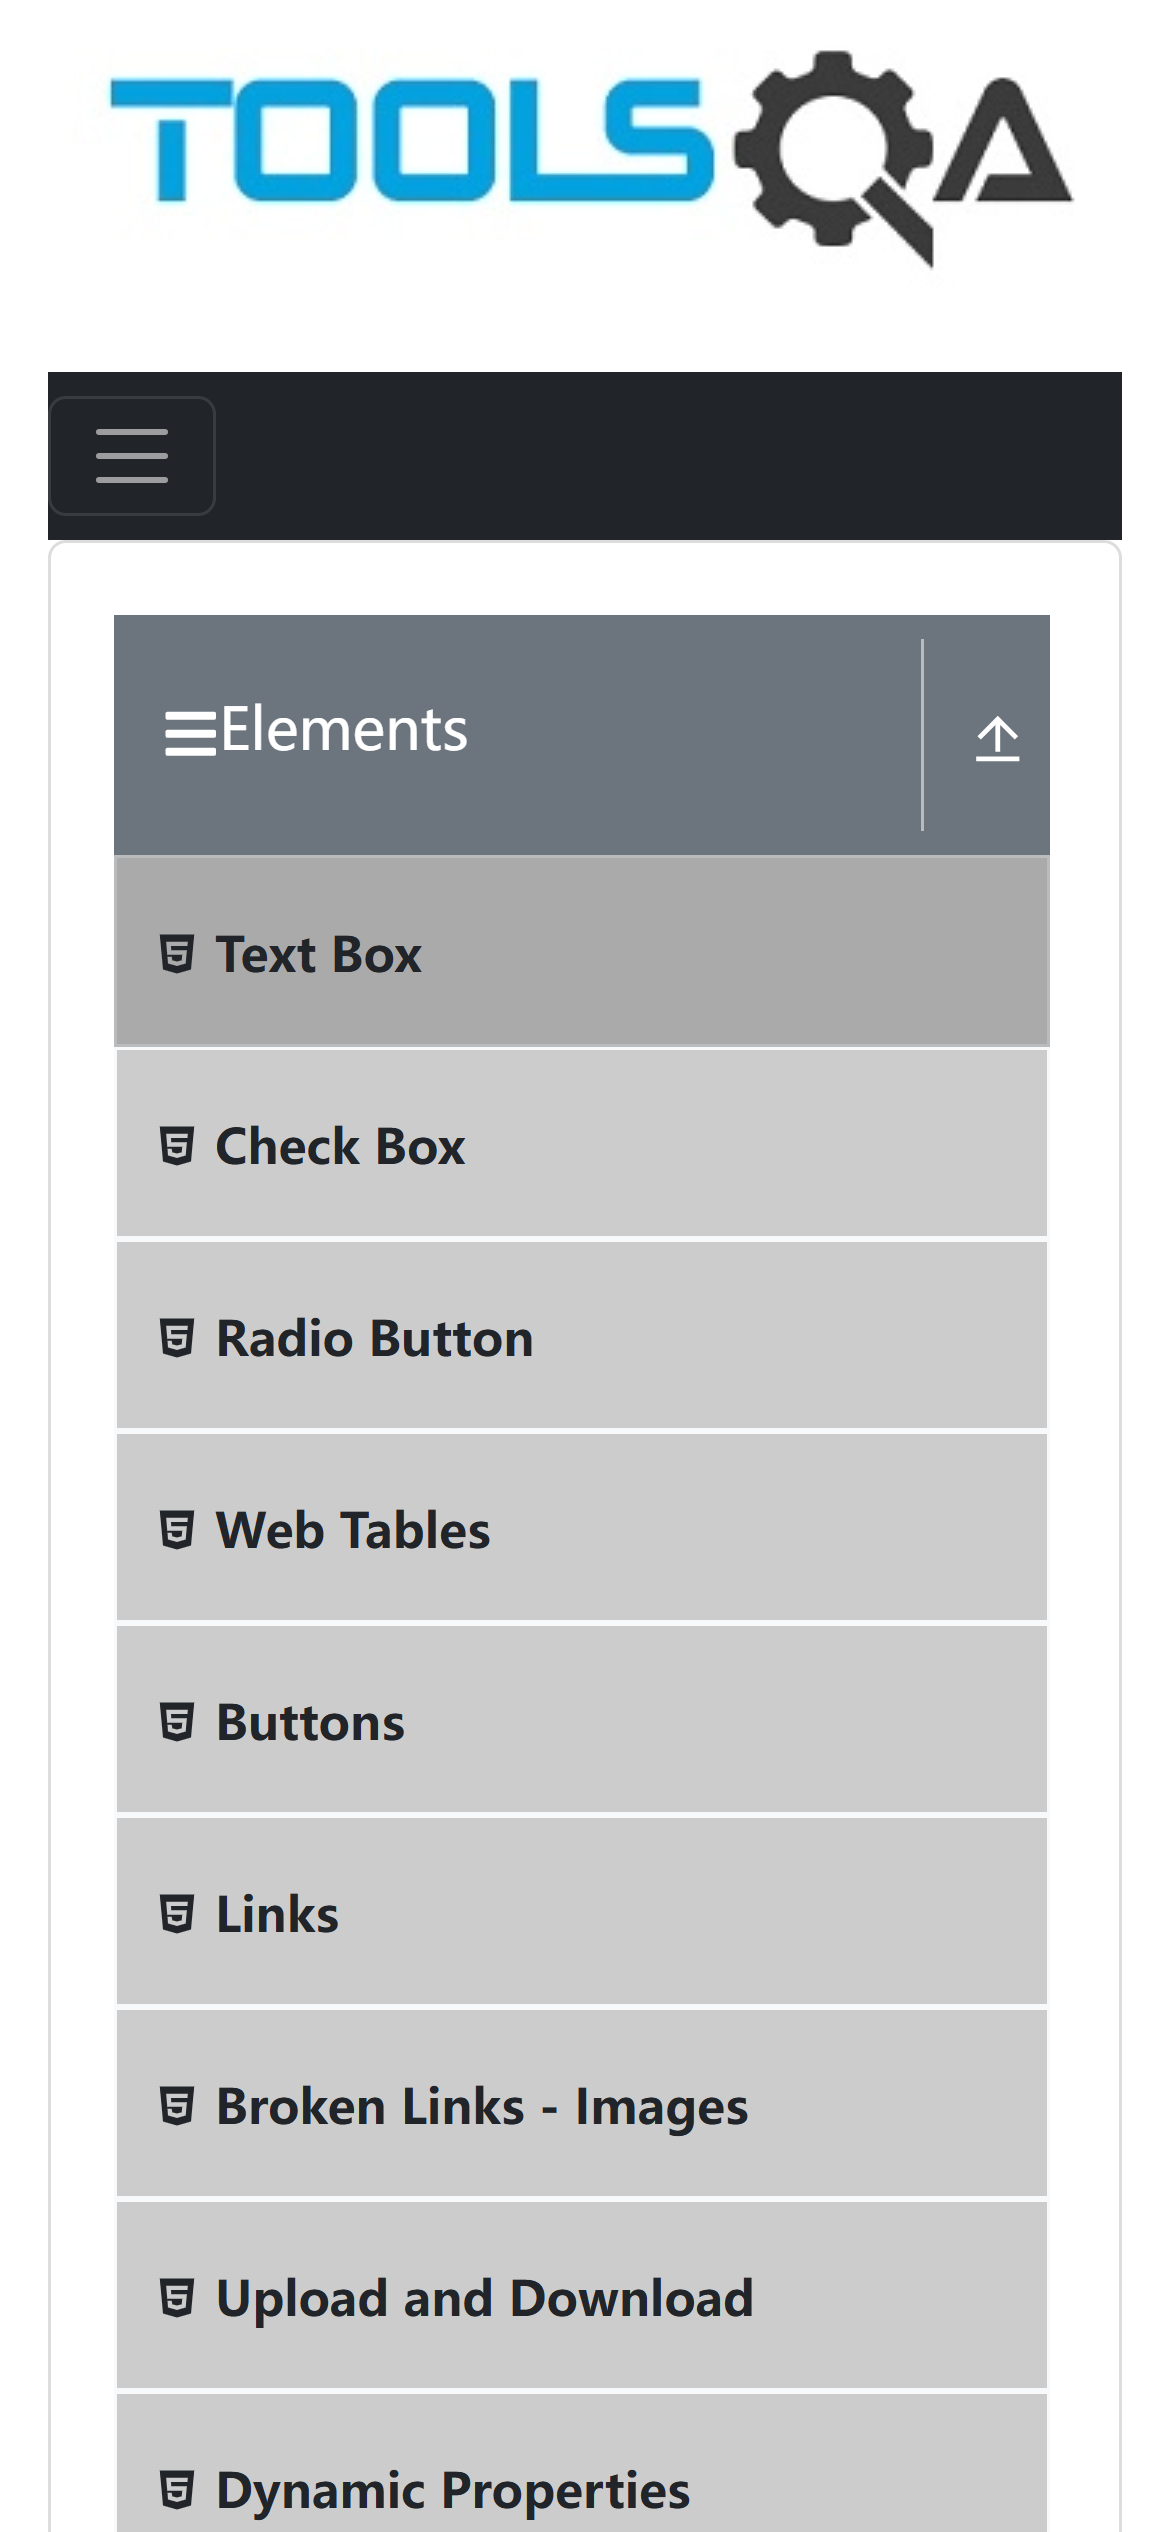 TOOLSQA
Elements
Text Box
Check Box
Radio Button
Web Tables
Buttons
Links
Broken Links - Images
Upload and Download
Dynamic Properties